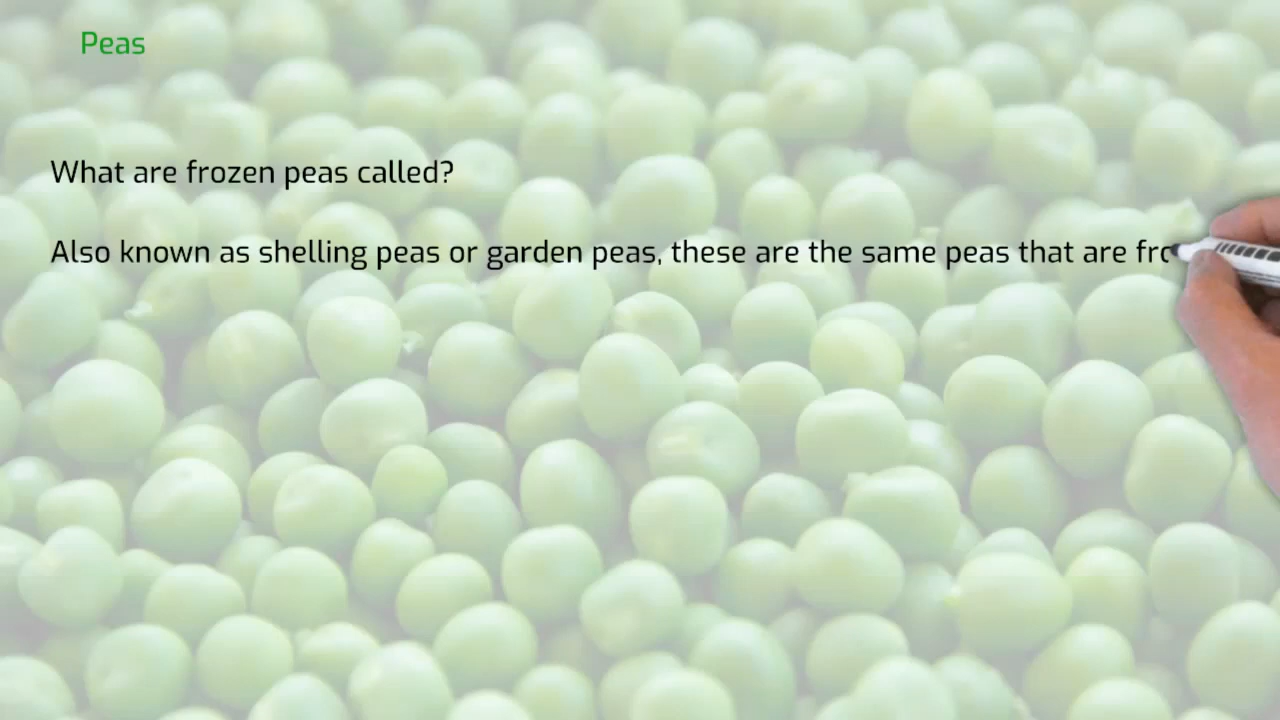 Peas
What are frozen peas called?
Also known as shelling peas or garden peas, these are the same peas that are fro